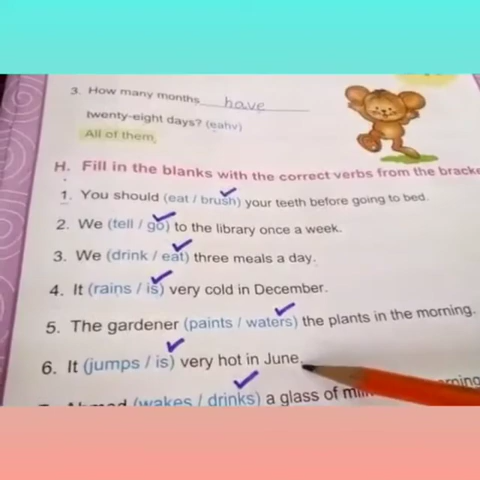 3. How many months have
twenty-eight days? (eahv)
All of them
H. Fill in the blanks with the correct verbs from the
1. You should (eat / brush) your teeth before going to bed.
2. We (tell / go) to the library once a week.
3. We (drink / eat) three meals a day.
4. It (rains / is) very cold in December.
5. The gardener (paints / waters) the plants in the morning.
6. It (jumps / is) very hot in June.
(wakes / drinks) a glass of